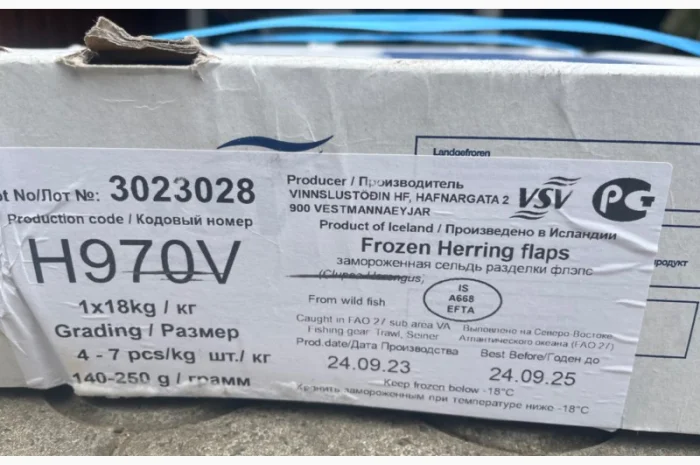 Landgefroren
ot No/Лот №: 3023028
Production code / Кодовый номер
H970V
1x18kg / кг
Grading / Размер
4 - 7 pcs/kg шт./ кг
140-250 g / грамм
Producer / Производитель
VINNSLUSTOÐIN HF, HAFNARGATA 2
900 VESTMANNAEYJAR
VSV
РС
Product of Iceland / Произведено в Исландии
Frozen Herring flaps
замороженная сельдь разделки флэпс
(Clupea Harengus)
From wild fish
IS
A668
EFTA
Caught in FAO 27 sub area VA
Fishing gear: Trawl, Seiner
Выловлено на Северо-Востоке
Атлантического океана (FAO 27)
Prod.date/Дата Производства
24.09.23
Best Before/Годен до
24.09.25
Keep frozen below -18°C
Хранить замороженным при температуре ниже -18°C
продукт